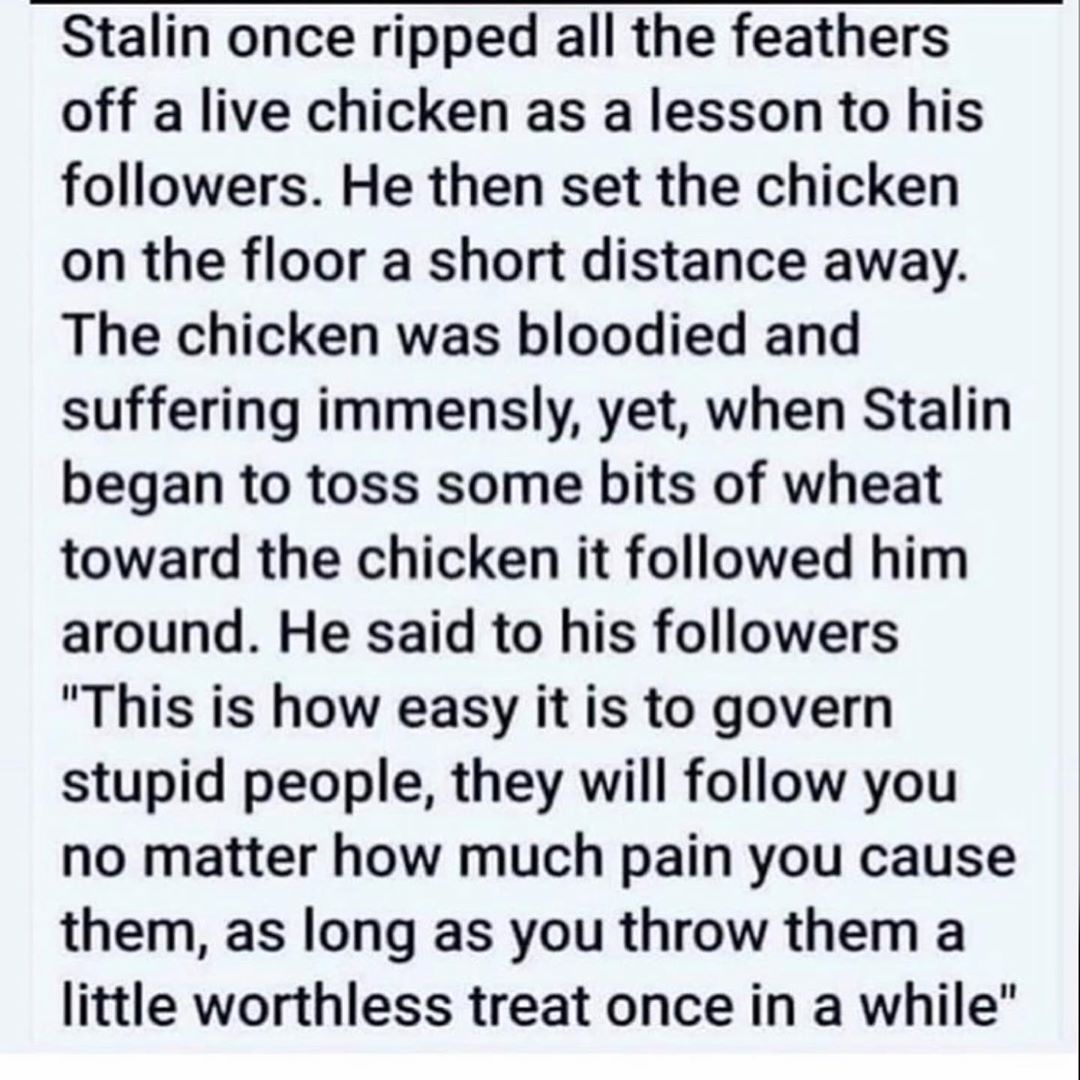 Stalin once ripped all the feathers
off a live chicken as a lesson to his
followers. He then set the chicken
on the floor a short distance away.
The chicken was bloodied and
suffering immensly, yet, when Stalin
began to toss some bits of wheat
toward the chicken it followed him
around. He said to his followers
"This is how easy it is to govern
stupid people, they will follow you
no matter how much pain you cause
them, as long as you throw them a
little worthless treat once in a while"